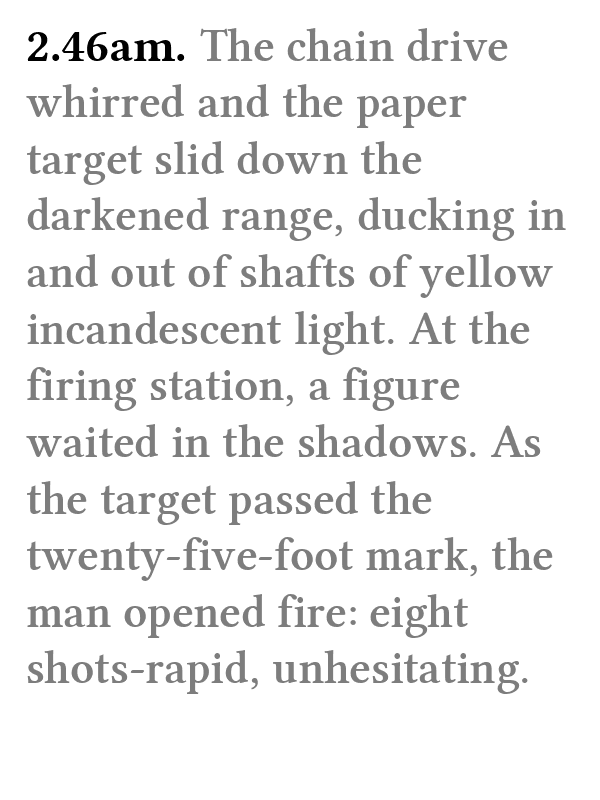 2.46am. The chain drive
whirred and the paper
target slid down the
darkened range, ducking in
and out of shafts of yellow
incandescent light. At the
firing station, a figure
waited in the shadows. As
the target passed the
twenty-five-foot mark, the
man opened fire: eight
shots-rapid, unhesitating.